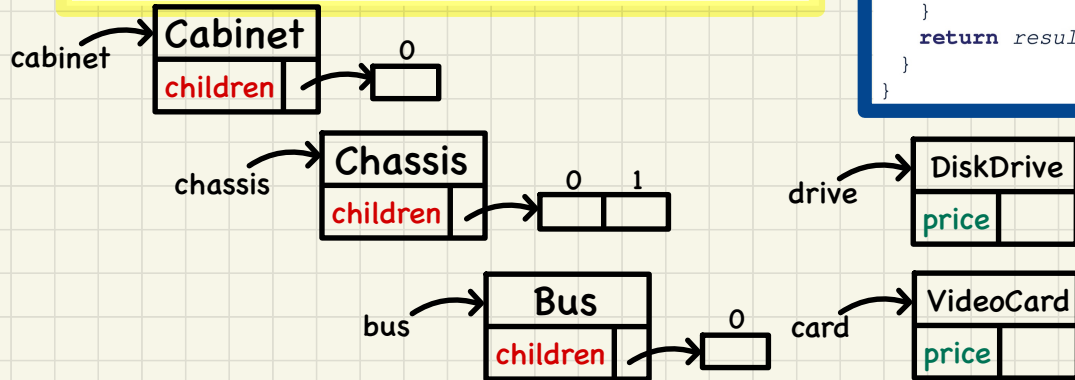 }
return resul
}
}
cabinet
Cabinet
children
0
chassis
Chassis
children
0 1
drive
DiskDrive
price
bus
Bus
children
0
card
VideoCard
price